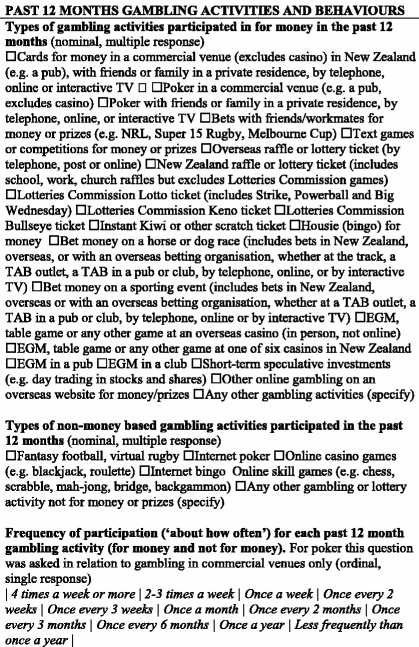 PAST 12 MONTHS GAMBLING ACTIVITIES AND BEHAVIOURS
Types of gambling activities participated in for money in the past 12
months (nominal, multiple response)
☐Cards for money in a commercial venue (excludes casino) in New Zealand
(e.g. a pub), with friends or family in a private residence, by telephone,
online or interactive TV ☐ ☐Poker in a commercial venue (e.g. a pub,
excludes casino) ☐Poker with friends or family in a private residence, by
telephone, online, or interactive TV ☐Bets with friends/workmates for
money or prizes (e.g. NRL, Super 15 Rugby, Melbourne Cup) ☐Text games
or competitions for money or prizes ☐Overseas raffle or lottery ticket (by
telephone, post or online) ☐New Zealand raffle or lottery ticket (includes
school, work, church raffles but excludes Lotteries Commission games)
☐Lotteries Commission Lotto ticket (includes Strike, Powerball and Big
Wednesday) ☐Lotteries Commission Keno ticket ☐Lotteries Commission
Bullseye ticket ☐Instant Kiwi or other scratch ticket ☐Housie (bingo) for
money ☐Bet money on a horse or dog race (includes bets in New Zealand,
overseas, or with an overseas betting organisation, whether at the track, a
TAB outlet, a TAB in a pub or club, by telephone, online, or by interactive
TV) ☐Bet money on a sporting event (includes bets in New Zealand,
overseas or with an overseas betting organisation, whether at a TAB outlet, a
TAB in a pub or club, by telephone, online or by interactive TV) ☐EGM,
table game or any other game at an overseas casino (in person, not online)
☐EGM, table game or any other game at one of six casinos in New Zealand
☐EGM in a pub ☐EGM in a club ☐Short-term speculative investments
(e.g. day trading in stocks and shares) ☐Other online gambling on an
overseas website for money/prizes ☐Any other gambling activities (specify)
Types of non-money based gambling activities participated in the past
12 months (nominal, multiple response)
☐Fantasy football, virtual rugby ☐Internet poker ☐Online casino games
(e.g. blackjack, roulette) ☐Internet bingo Online skill games (e.g. chess,
scrabble, mah-jong, bridge, backgammon) ☐Any other gambling or lottery
activity not for money or prizes (specify)
Frequency of participation (‘about how often’) for each past 12 month
gambling activity (for money and not for money). For poker this question
was asked in relation to gambling in commercial venues only (ordinal,
single response)
| 4 times a week or more | 2-3 times a week | Once a week | Once every 2
weeks | Once every 3 weeks | Once a month | Once every 2 months | Once
every 3 months | Once every 6 months | Once a year | Less frequently than
once a year |